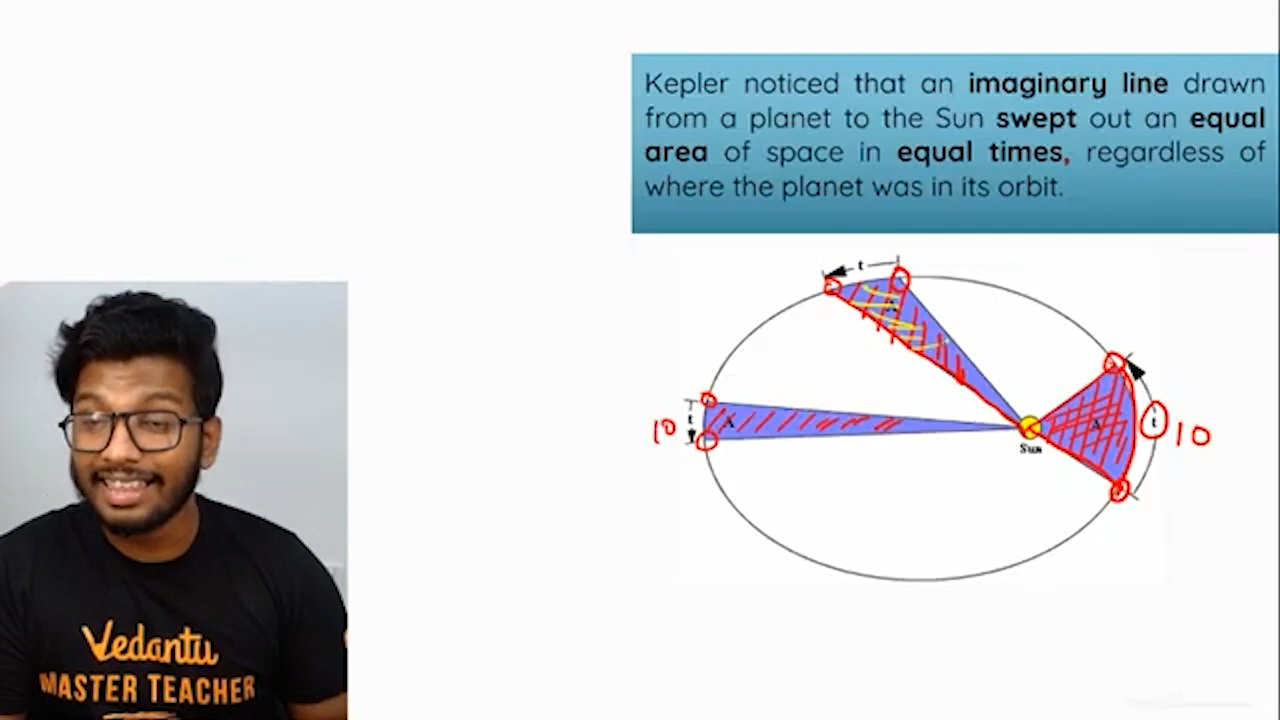 Kepler noticed that an imaginary line drawn
from a planet to the Sun swept out an equal
area of space in equal times, regardless of
where the planet was in its orbit.
t
A
10
t
A
Sun
A
t
10
Vedantu
MASTER TEACHER